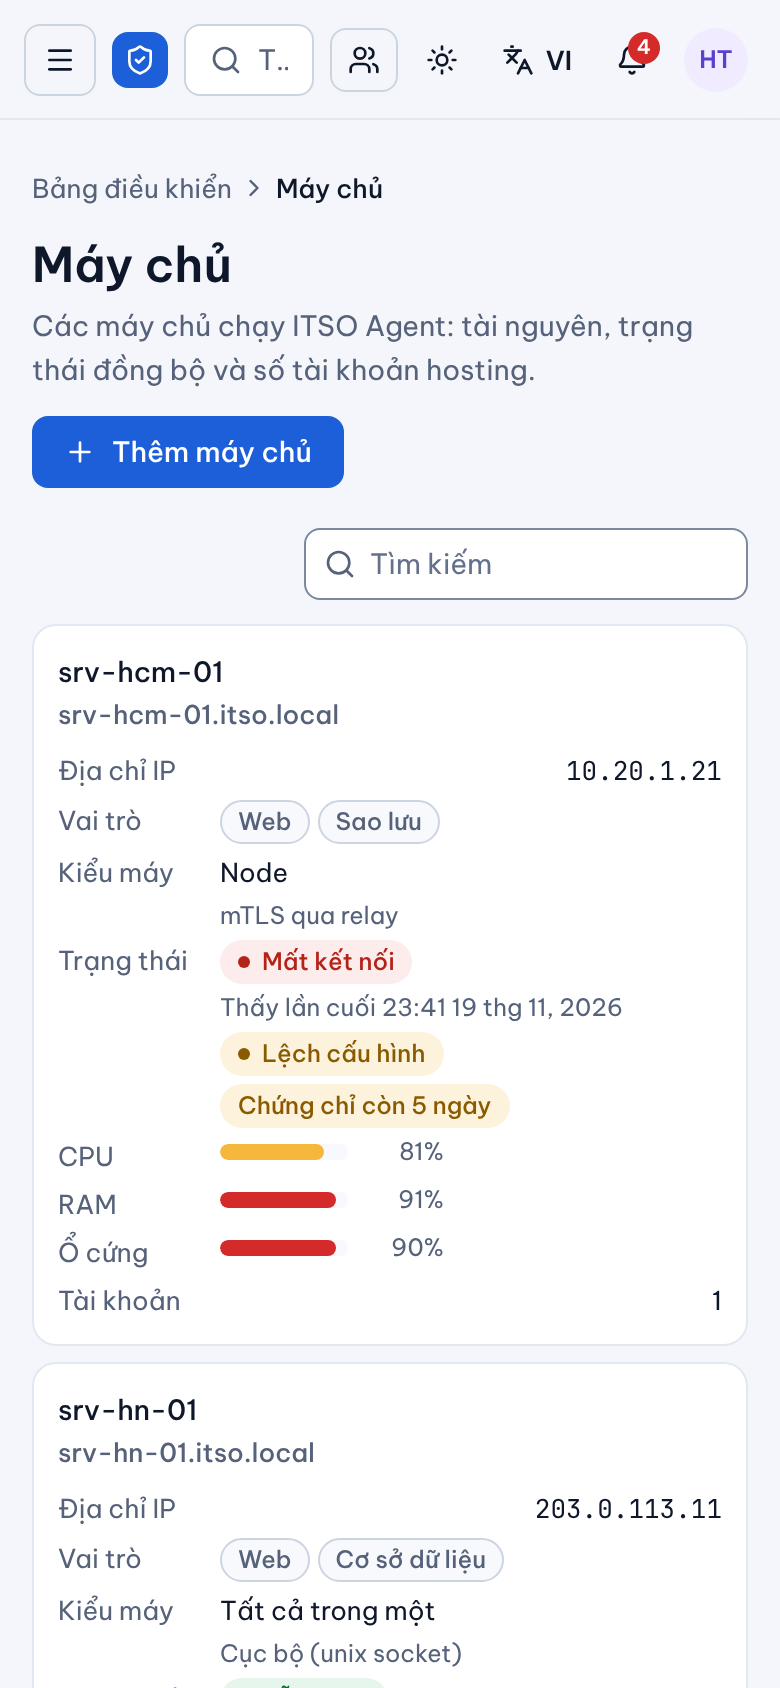 T..
VI
4
HT
Bảng điều khiển > Máy chủ
Máy chủ
Các máy chủ chạy ITSO Agent: tài nguyên, trạng
thái đồng bộ và số tài khoản hosting.
+ Thêm máy chủ
Tìm kiếm
srv-hcm-01
srv-hcm-01.itso.local
Địa chỉ IP 10.20.1.21
Vai trò Web Sao lưu
Kiểu máy Node
mTLS qua relay
Trạng thái Mất kết nối
Thấy lần cuối 23:41 19 thg 11, 2026
Lệch cấu hình
Chứng chỉ còn 5 ngày
CPU 81%
RAM 91%
Ổ cứng 90%
Tài khoản 1
srv-hn-01
srv-hn-01.itso.local
Địa chỉ IP 203.0.113.11
Vai trò Web Cơ sở dữ liệu
Kiểu máy Tất cả trong một
Cục bộ (unix socket)